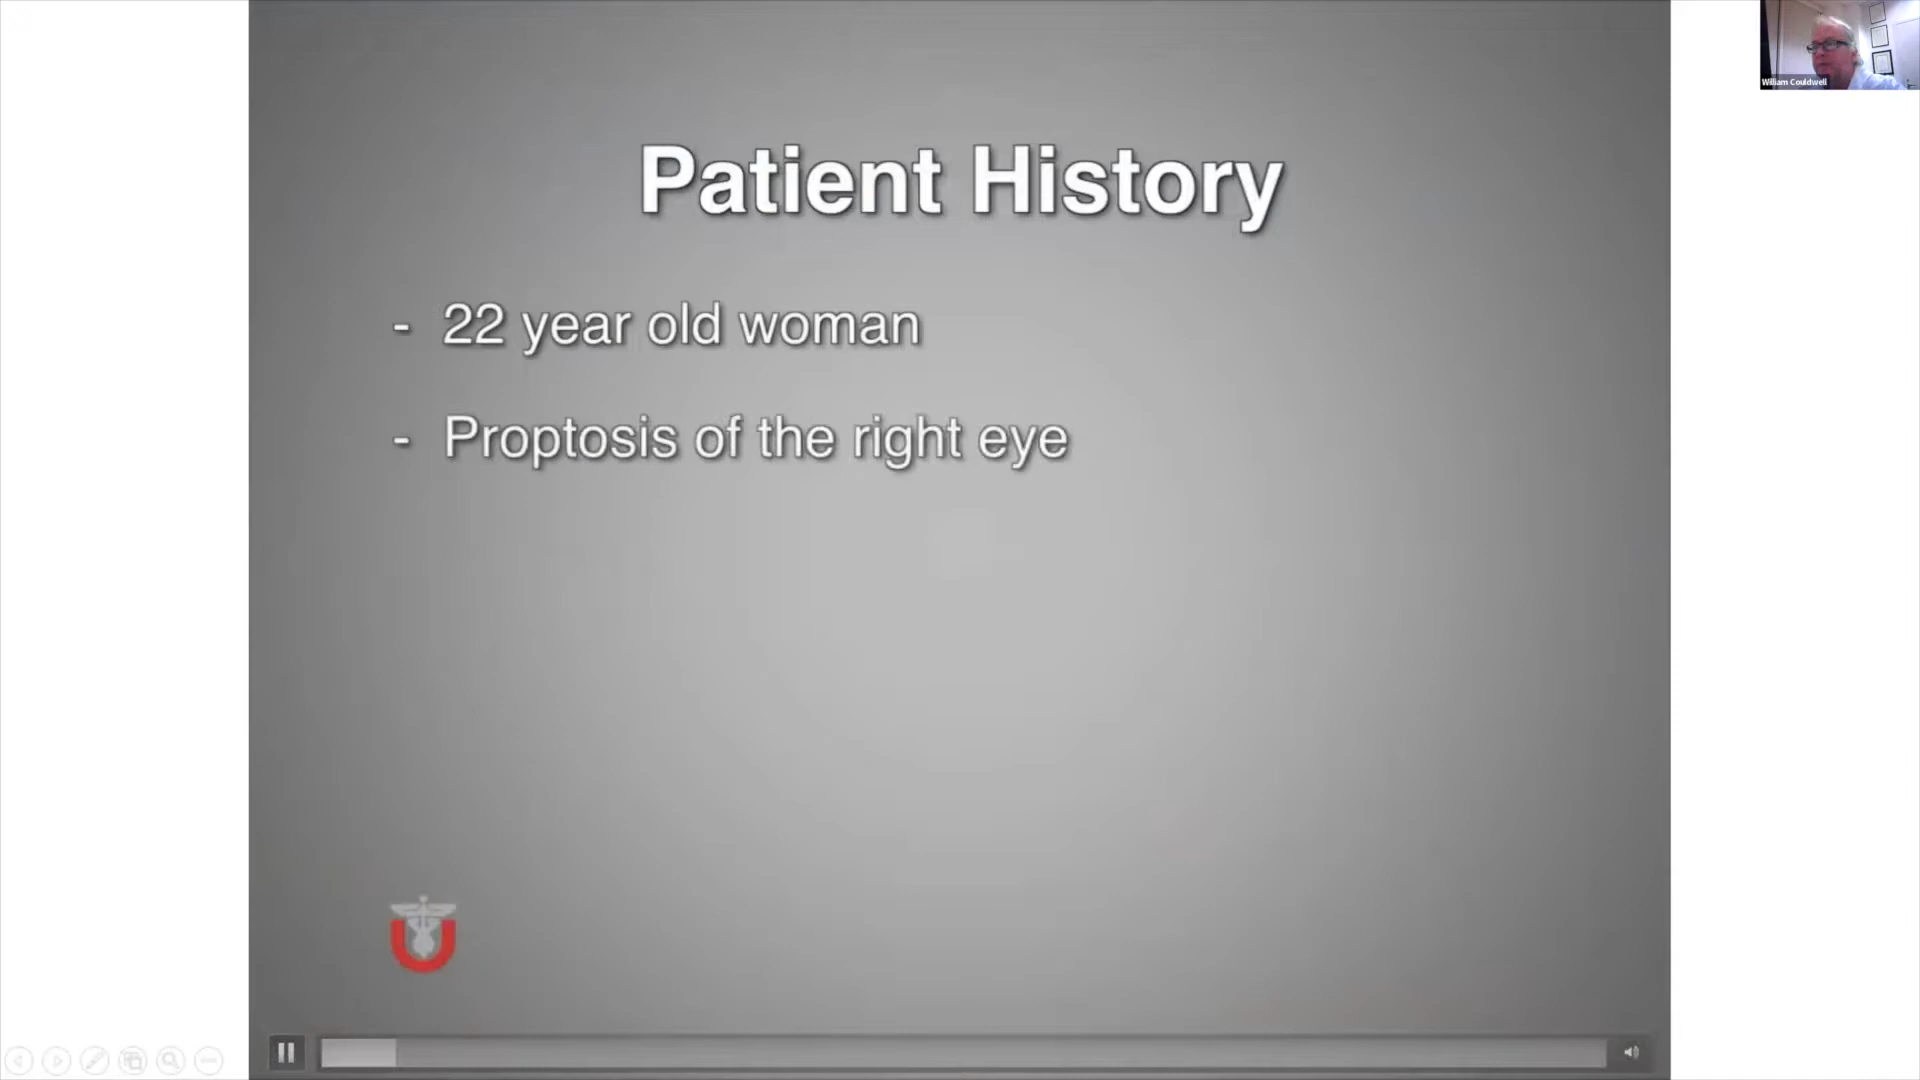 William Couldwell
Patient History
- 22 year old woman
- Proptosis of the right eye